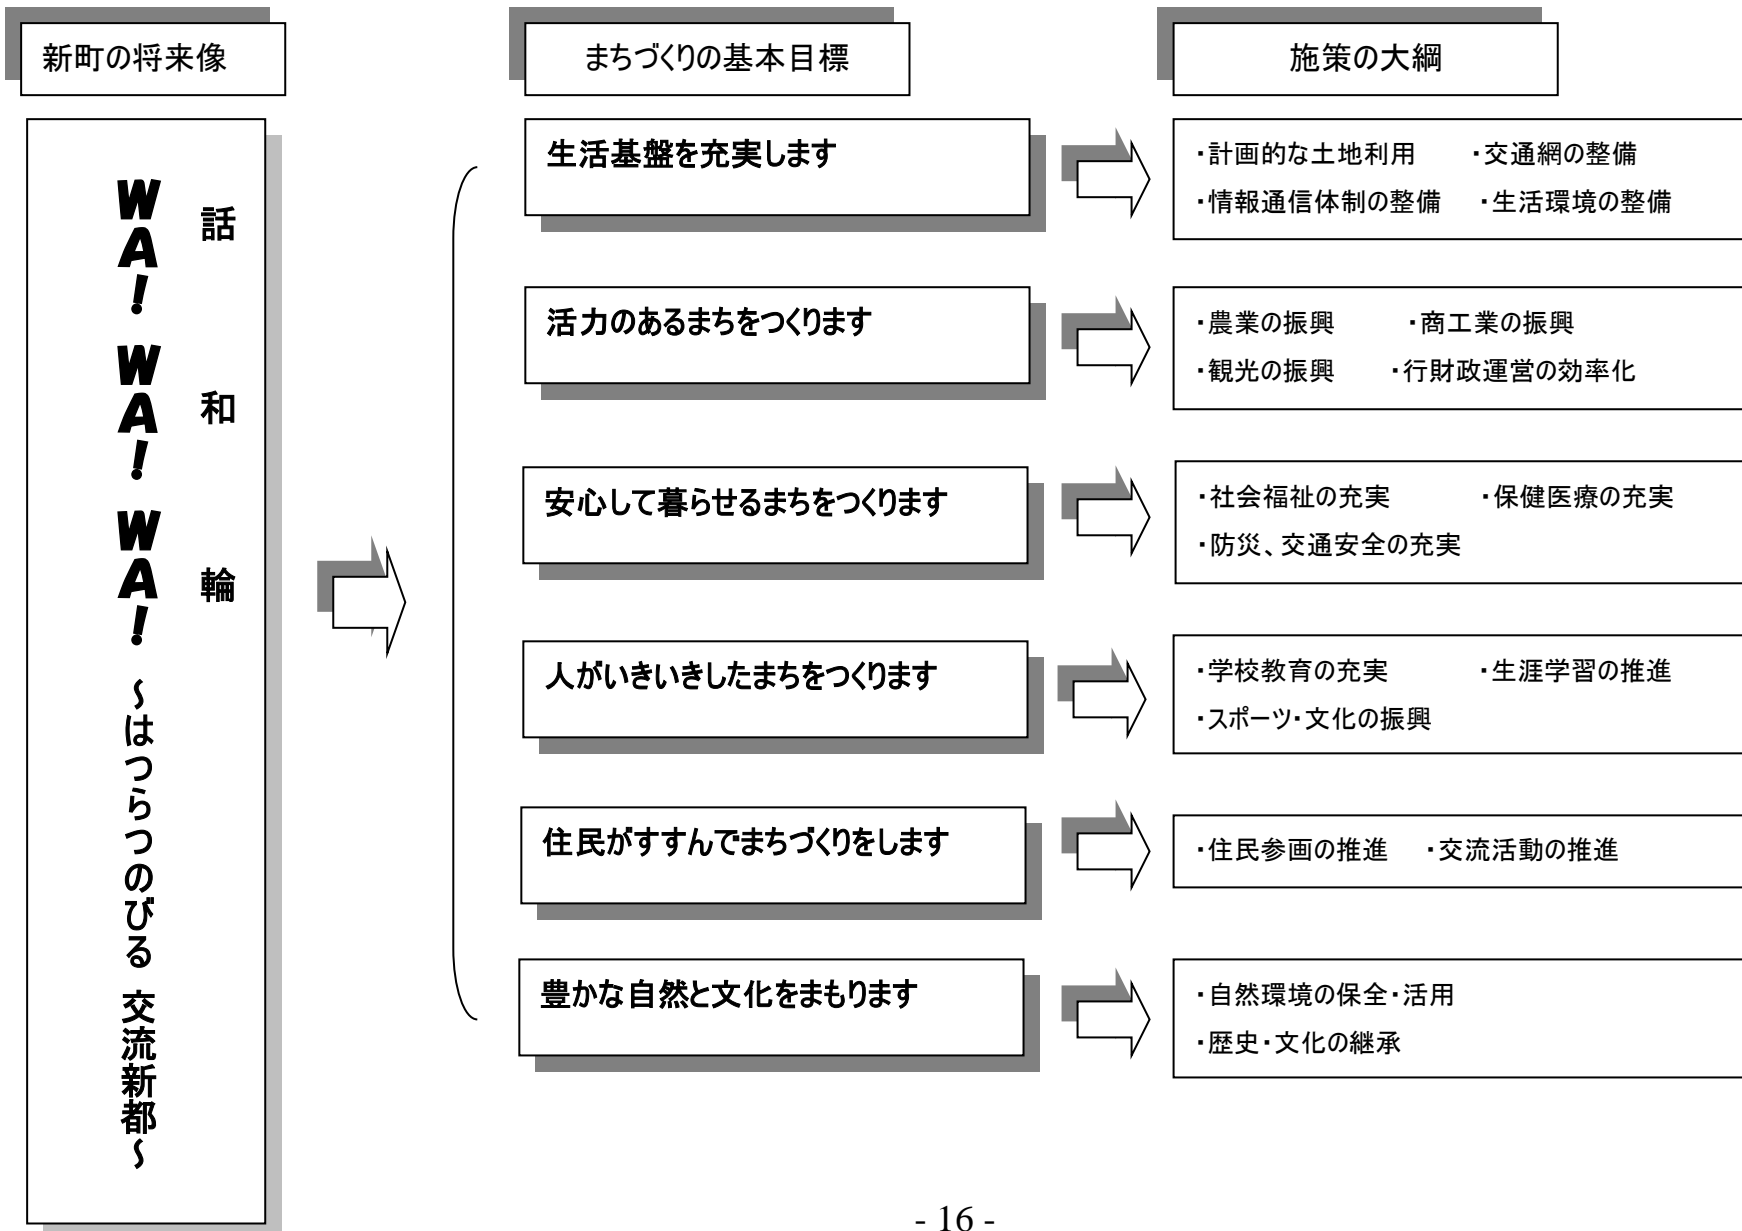 新町の将来像
まちづくりの基本目標
施策の大綱
話 和 輪
WA! WA! WA! ～はつらつのびる 交流新都～
生活基盤を充実します
・計画的な土地利用 ・交通網の整備
・情報通信体制の整備 ・生活環境の整備
活力のあるまちをつくります
・農業の振興 ・商工業の振興
・観光の振興 ・行財政運営の効率化
安心して暮らせるまちをつくります
・社会福祉の充実 ・保健医療の充実
・防災、交通安全の充実
人がいきいきしたまちをつくります
・学校教育の充実 ・生涯学習の推進
・スポーツ・文化の振興
住民がすすんでまちづくりをします
・住民参画の推進 ・交流活動の推進
豊かな自然と文化をまもります
・自然環境の保全・活用
・歴史・文化の継承
- 16 -